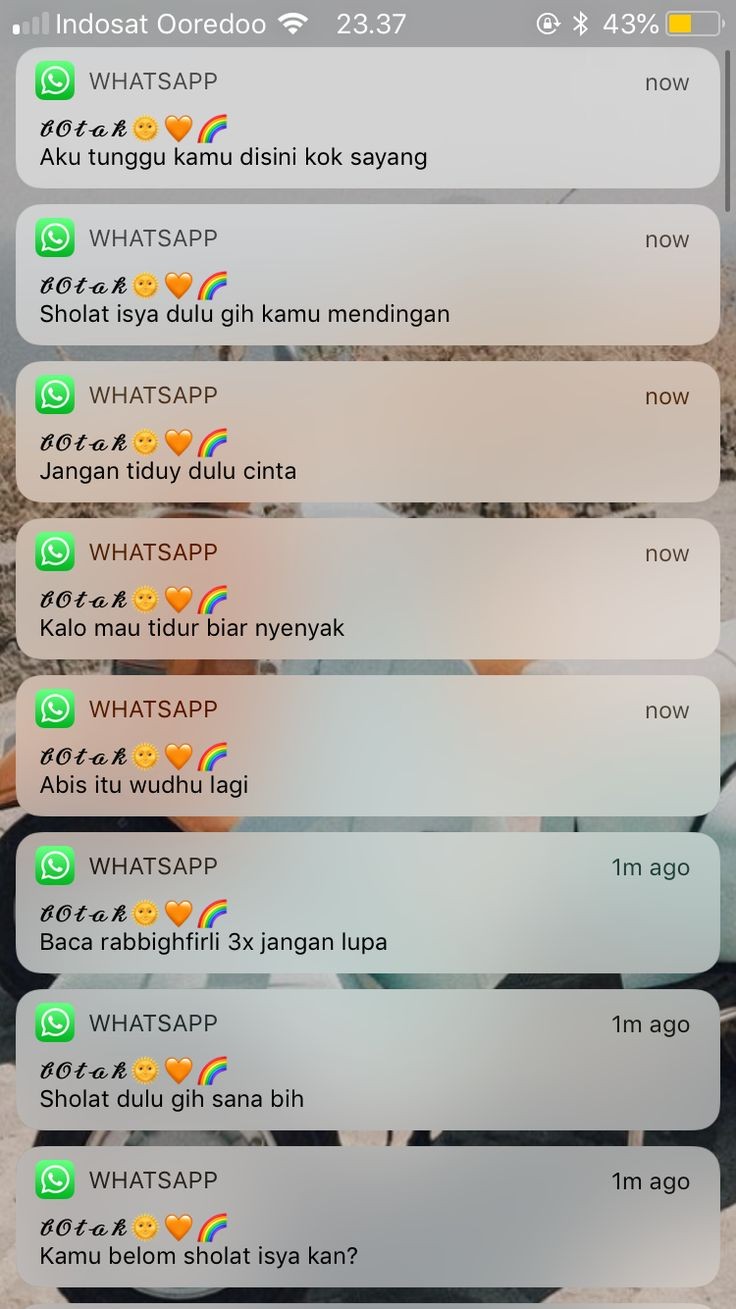 Indosat Ooredoo 23.37 43%
WHATSAPP now
botak🌞🧡🌈
Aku tunggu kamu disini kok sayang
WHATSAPP now
botak🌞🧡🌈
Sholat isya dulu gih kamu mendingan
WHATSAPP now
botak🌞🧡🌈
Jangan tiduy dulu cinta
WHATSAPP now
botak🌞🧡🌈
Kalo mau tidur biar nyenyak
WHATSAPP now
botak🌞🧡🌈
Abis itu wudhu lagi
WHATSAPP 1m ago
botak🌞🧡🌈
Baca rabbighfirli 3x jangan lupa
WHATSAPP 1m ago
botak🌞🧡🌈
Sholat dulu gih sana bih
WHATSAPP 1m ago
botak🌞🧡🌈
Kamu belom sholat isya kan?